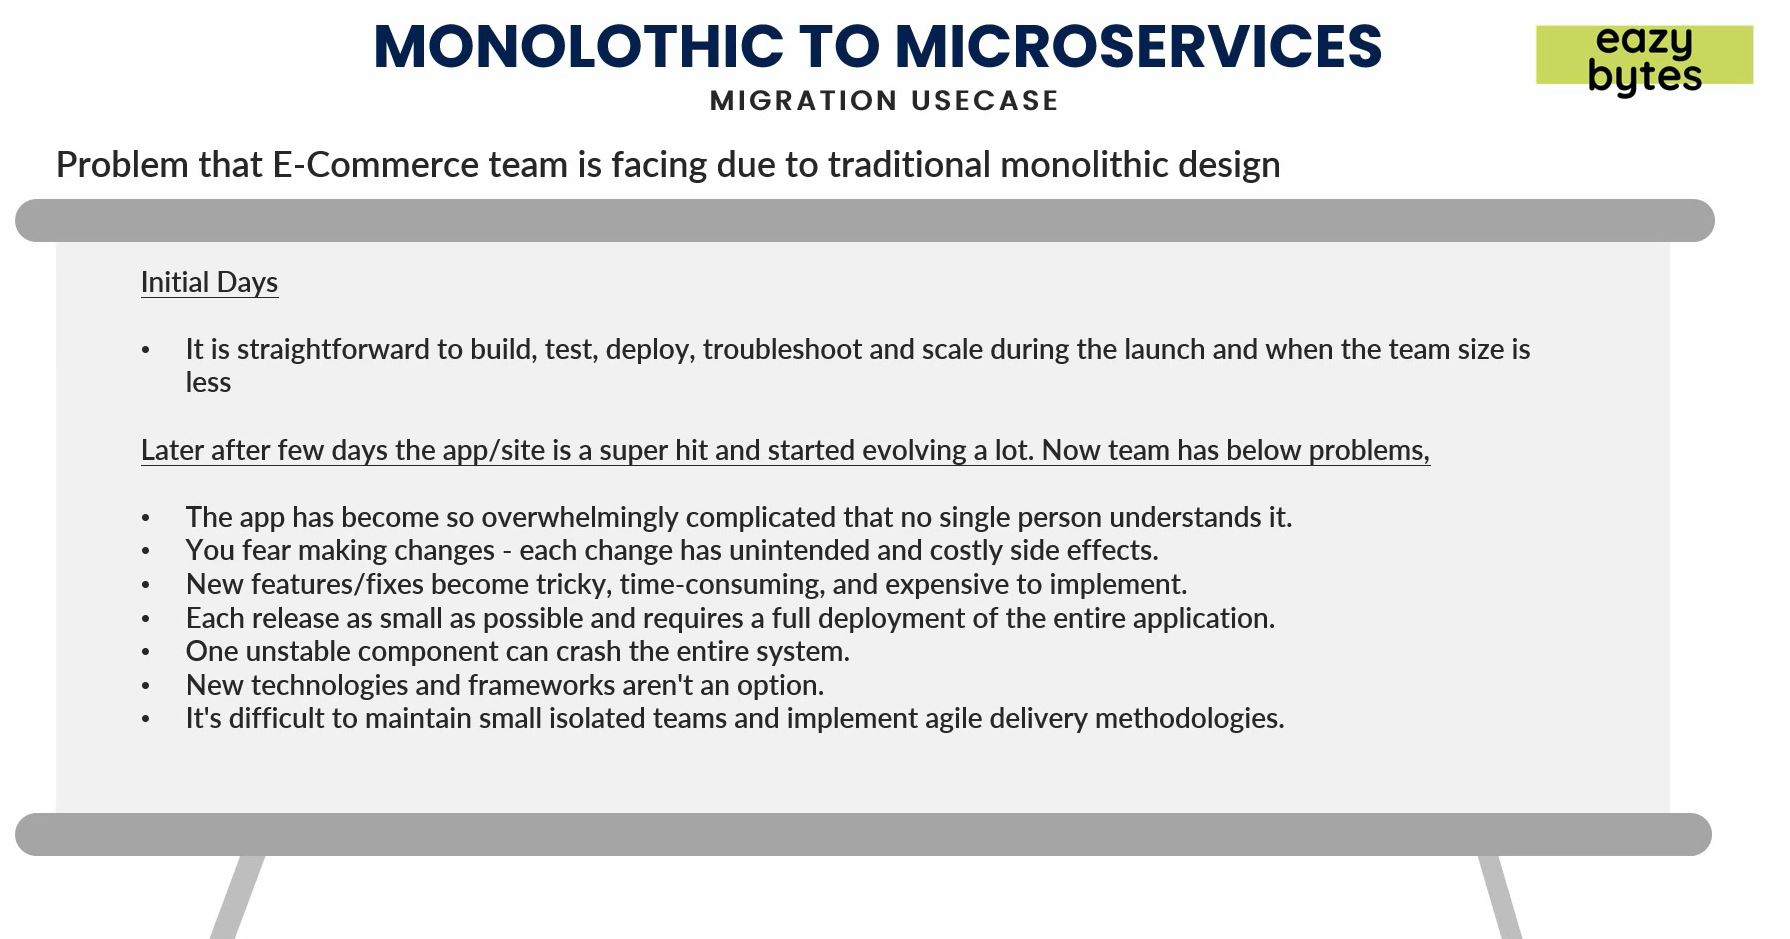 MONOLOTHIC TO MICROSERVICES
MIGRATION USECASE
eazy
bytes
Problem that E-Commerce team is facing due to traditional monolithic design
Initial Days
• It is straightforward to build, test, deploy, troubleshoot and scale during the launch and when the team size is
less
Later after few days the app/site is a super hit and started evolving a lot. Now team has below problems,
• The app has become so overwhelmingly complicated that no single person understands it.
• You fear making changes - each change has unintended and costly side effects.
• New features/fixes become tricky, time-consuming, and expensive to implement.
• Each release as small as possible and requires a full deployment of the entire application.
• One unstable component can crash the entire system.
• New technologies and frameworks aren't an option.
• It's difficult to maintain small isolated teams and implement agile delivery methodologies.